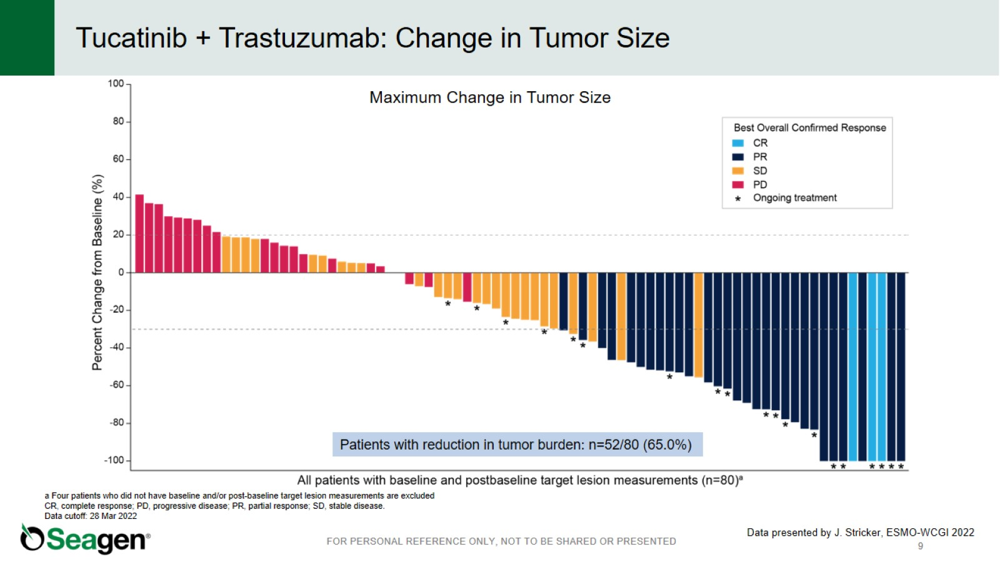 Tucatinib + Trastuzumab: Change in Tumor Size
Maximum Change in Tumor Size
Percent Change from Baseline (%)
100
80
60
40
20
0
-20
-40
-60
-80
-100
Best Overall Confirmed Response
CR
PR
SD
PD
* Ongoing treatment
* * * * * * * * * * * * * * * * * * *
Patients with reduction in tumor burden: n=52/80 (65.0%)
All patients with baseline and postbaseline target lesion measurements (n=80)ª
a Four patients who did not have baseline and/or post-baseline target lesion measurements are excluded
CR, complete response; PD, progressive disease; PR, partial response; SD, stable disease.
Data cutoff: 28 Mar 2022
Seagen®
FOR PERSONAL REFERENCE ONLY, NOT TO BE SHARED OR PRESENTED
Data presented by J. Stricker, ESMO-WCGI 2022
9